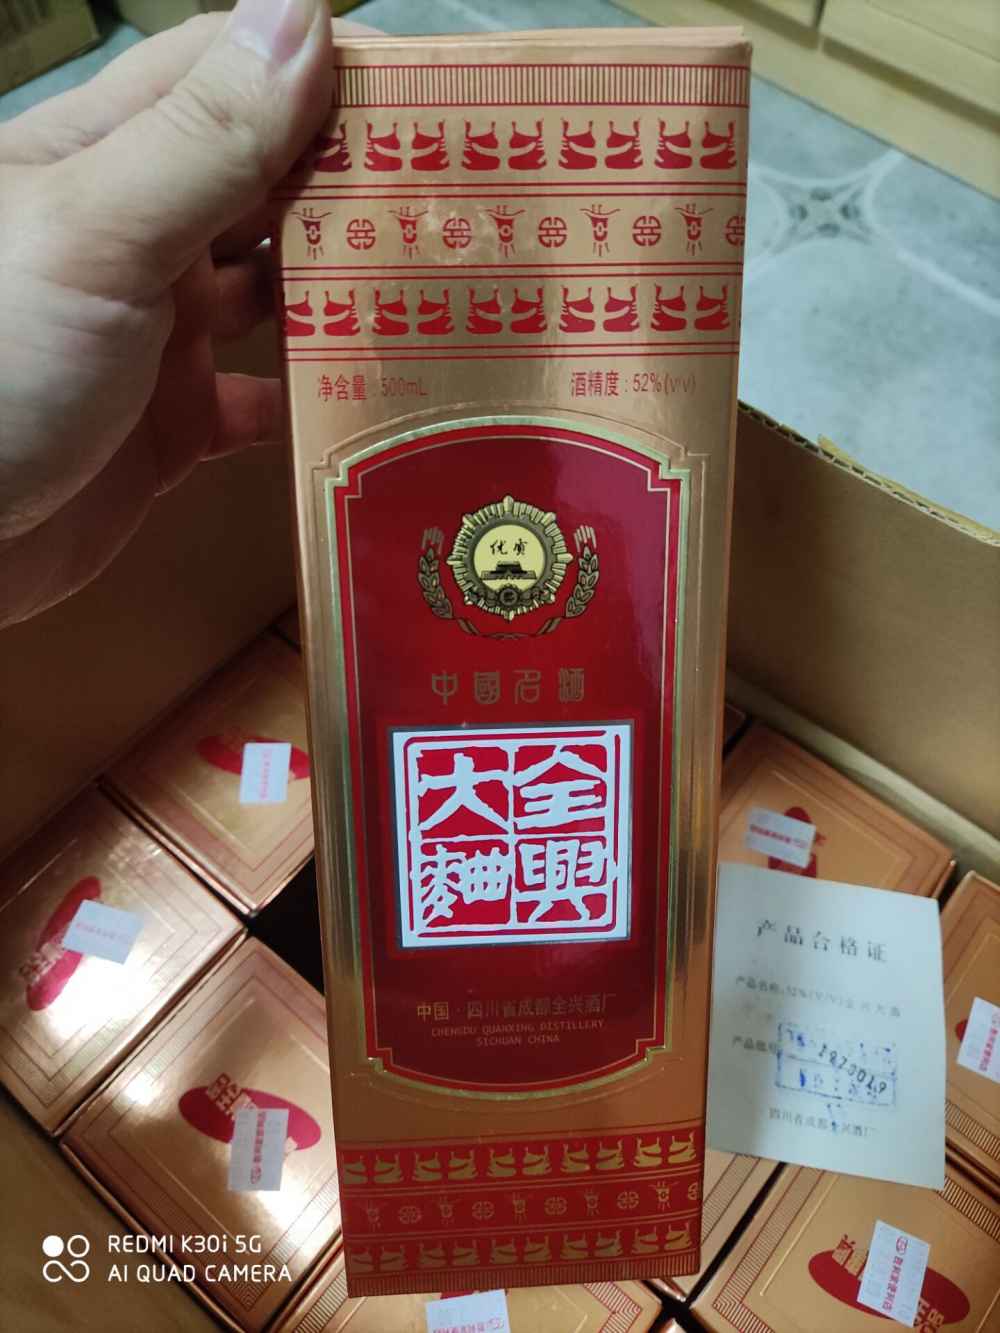 净含量：500mL
酒精度：52%(v/v)
优质
中國名酒
全興大麯
中国·四川省成都全兴酒厂
CHENGDU QUANXING DISTILLERY
SICHUAN CHINA
产品合格证
产品名称：52%(V/V)全兴大曲
产品批号
四川省成都全兴酒厂
REDMI K30i 5G
AI QUAD CAMERA